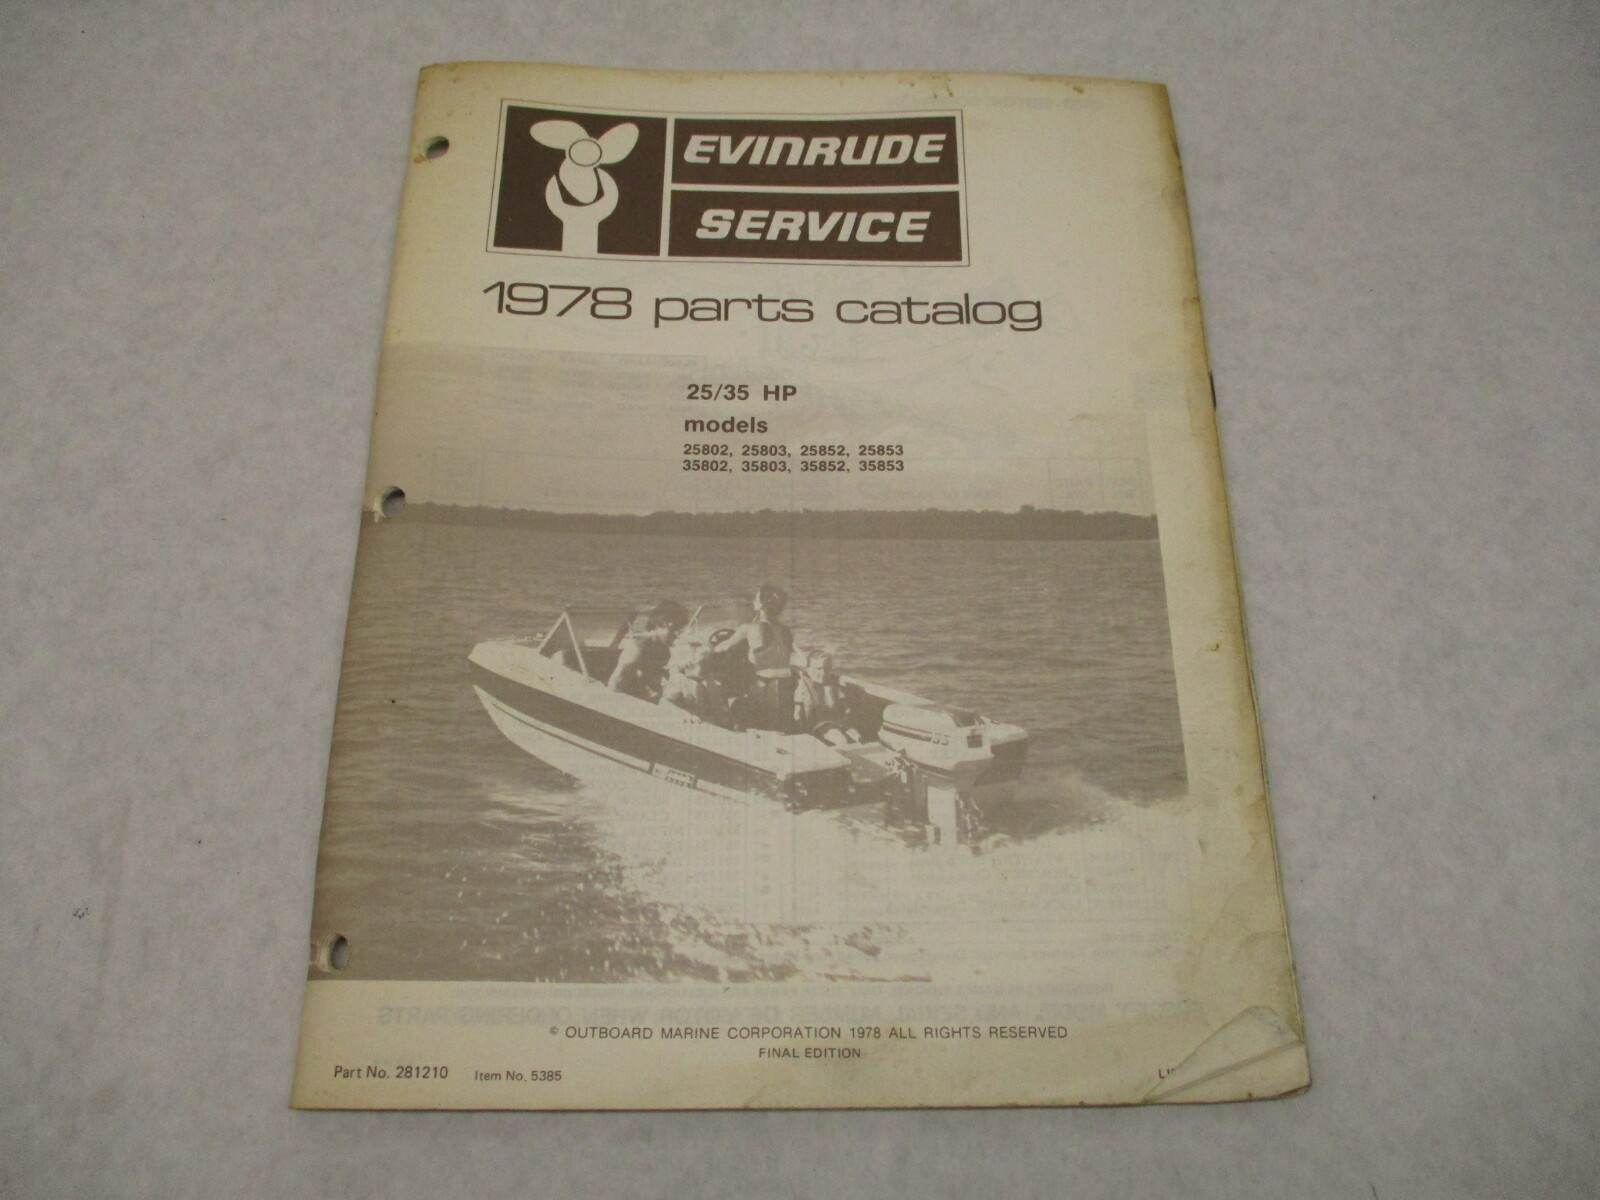 EVINRUDE
SERVICE
1978 parts catalog
25/35 HP
models
25802, 25803, 25852, 25853
35802, 35803, 35852, 35853
35
© OUTBOARD MARINE CORPORATION 1978 ALL RIGHTS RESERVED
FINAL EDITION
Part No. 281210 Item No. 5385